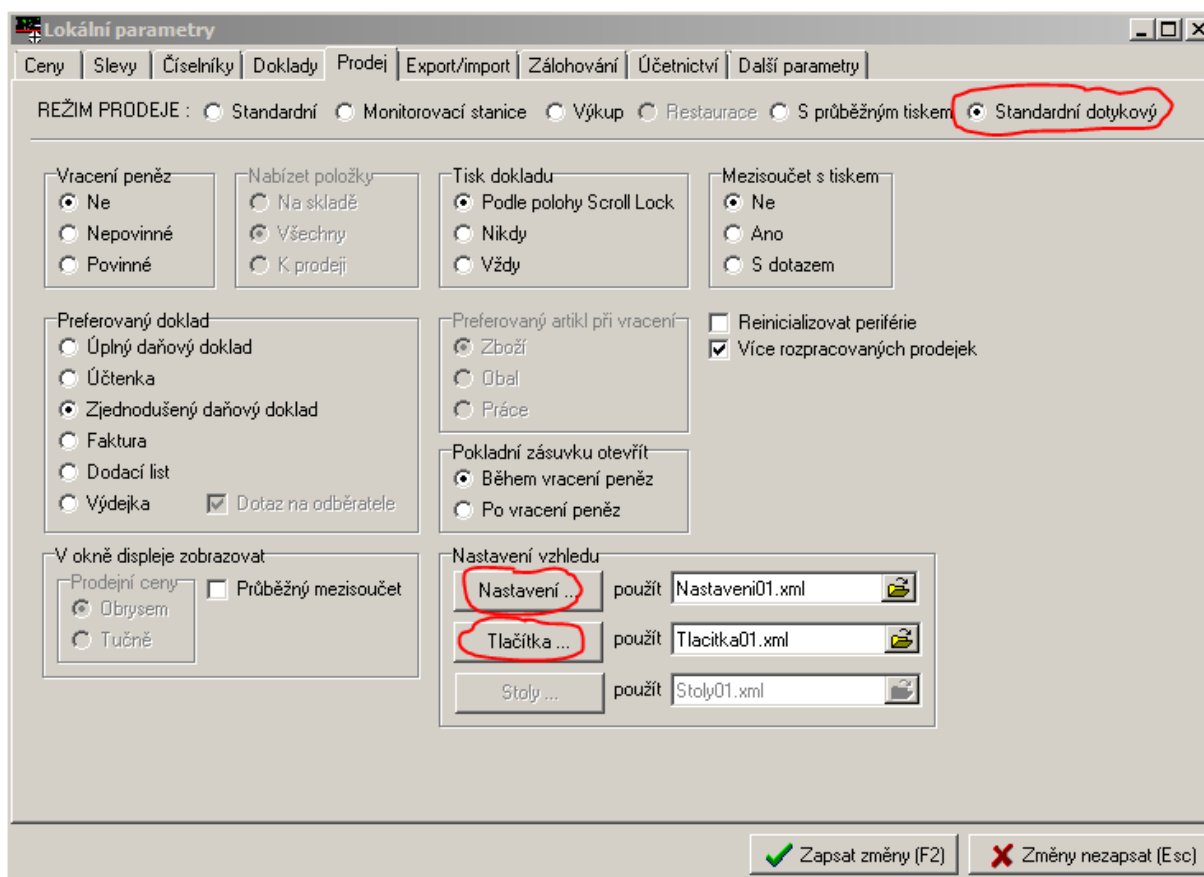 Lokální parametry
Ceny Slevy Číselníky Doklady Prodej Export/import Zálohování Účetnictví Další parametry
REŽIM PRODEJE : Standardní Monitorovací stanice Výkup Restaurace S průběžným tiskem Standardní dotykový
Vracení peněz
Ne
Nepovinné
Povinné
Nabízet položky
Na skladě
Všechny
K prodeji
Tisk dokladu
Podle polohy Scroll Lock
Nikdy
Vždy
Mezisoučet s tiskem
Ne
Ano
S dotazem
Preferovaný doklad
Úplný daňový doklad
Účtenka
Zjednodušený daňový doklad
Faktura
Dodací list
Výdejka Dotaz na odběratele
Preferovaný artikl při vracení
Zboží
Obal
Práce
Reinicializovat periférie
Více rozpracovaných prodejek
Pokladní zásuvku otevřít
Během vracení peněz
Po vracení peněz
V okně displeje zobrazovat
Prodejní ceny
Obrysem
Tučně
Průběžný mezisoučet
Nastavení vzhledu
Nastavení ... použít Nastaveni01.xml
Tlačítka ... použít Tlacitka01.xml
Stoly ... použít Stoly01.xml
Zapsat změny (F2) Změny nezapsat (Esc)